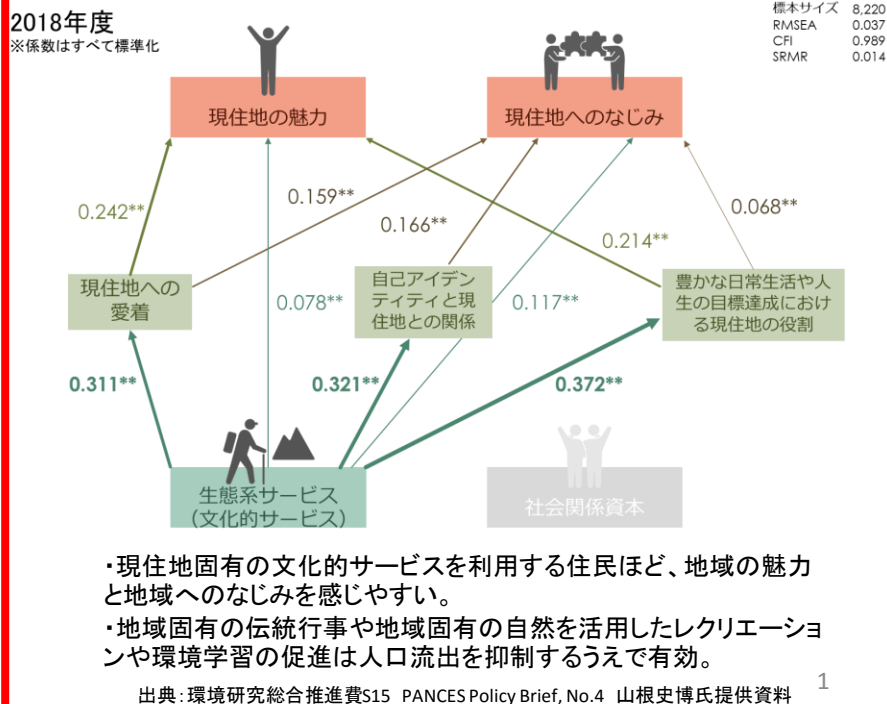 2018年度
※係数はすべて標準化
標本サイズ 8,220
RMSEA 0.037
CFI 0.989
SRMR 0.014
現住地の魅力
現住地へのなじみ
0.242**
0.159**
0.166**
0.068**
0.214**
現住地への
愛着
0.078**
自己アイデン
ティティと現
住地との関係
0.117**
豊かな日常生活や人
生の目標達成におけ
る現住地の役割
0.311**
0.321**
0.372**
生態系サービス
(文化的サービス)
社会関係資本
・現住地固有の文化的サービスを利用する住民ほど、地域の魅力
と地域へのなじみを感じやすい。
・地域固有の伝統行事や地域固有の自然を活用したレクリエーショ
ンや環境学習の促進は人口流出を抑制するうえで有効。
出典:環境研究総合推進費S15 PANCES Policy Brief, No.4 山根史博氏提供資料
1